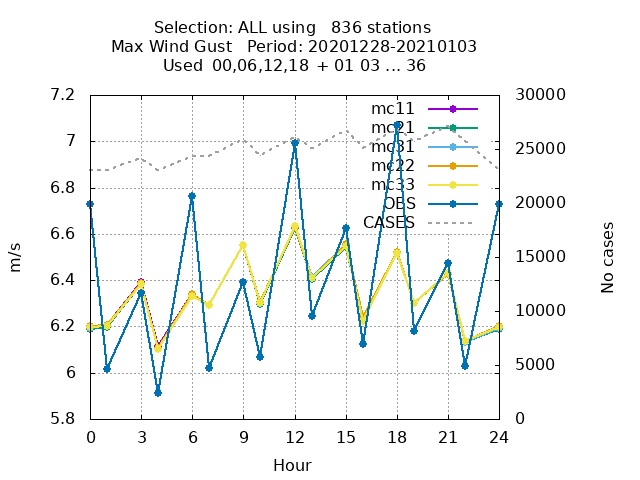 Selection: ALL using   836 stations
Max Wind Gust   Period: 20201228-20210103
Used  00,06,12,18 + 01 03 ... 36
7.2
7
6.8
6.6
6.4
6.2
6
5.8
m/s
30000
25000
20000
15000
10000
5000
0
No cases
mc11
mc21
mc31
mc22
mc33
OBS
CASES
0 3 6 9 12 15 18 21 24
Hour